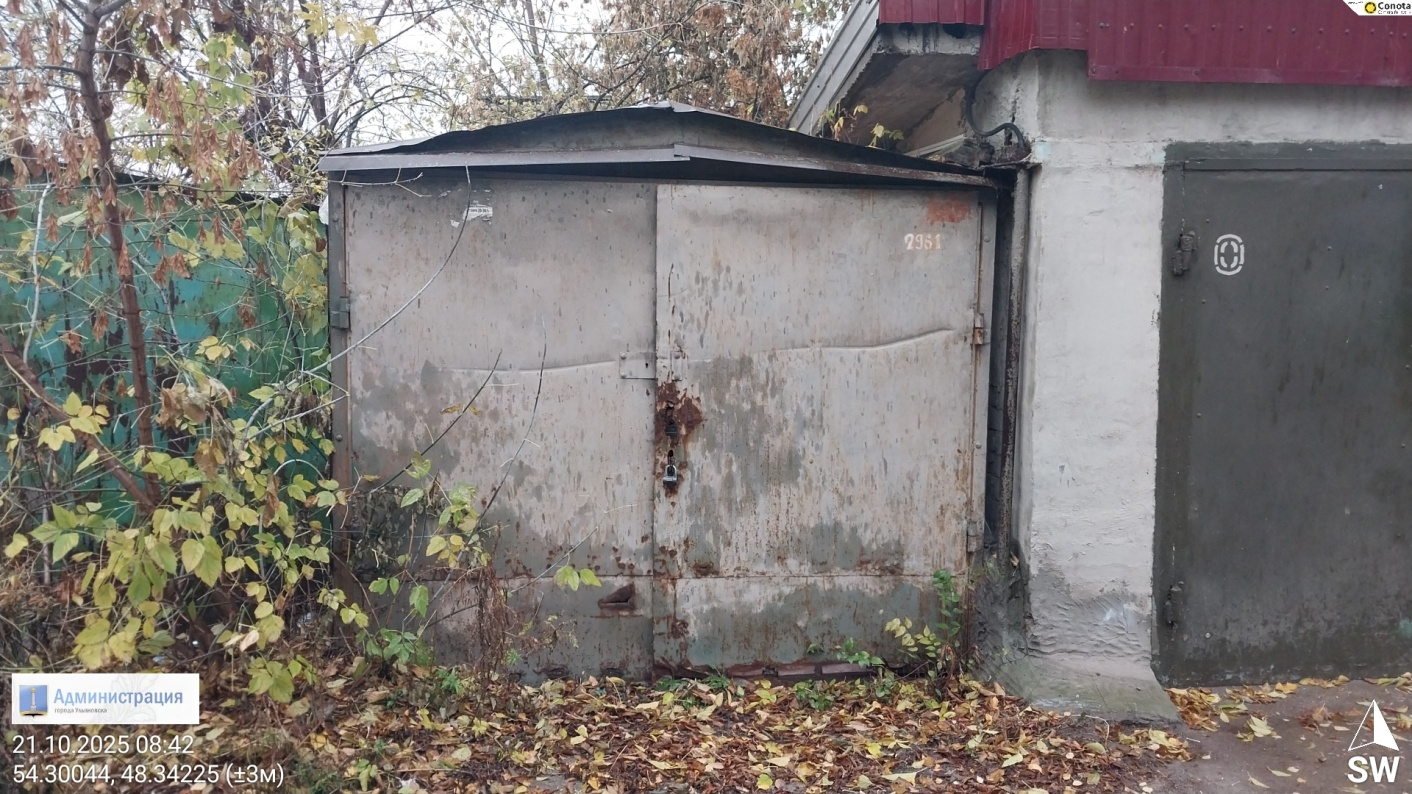 Conota
2961
0
Администрация
города Ульяновска
21.10.2025 08:42
54.30044, 48.34225 (±3м)
SW